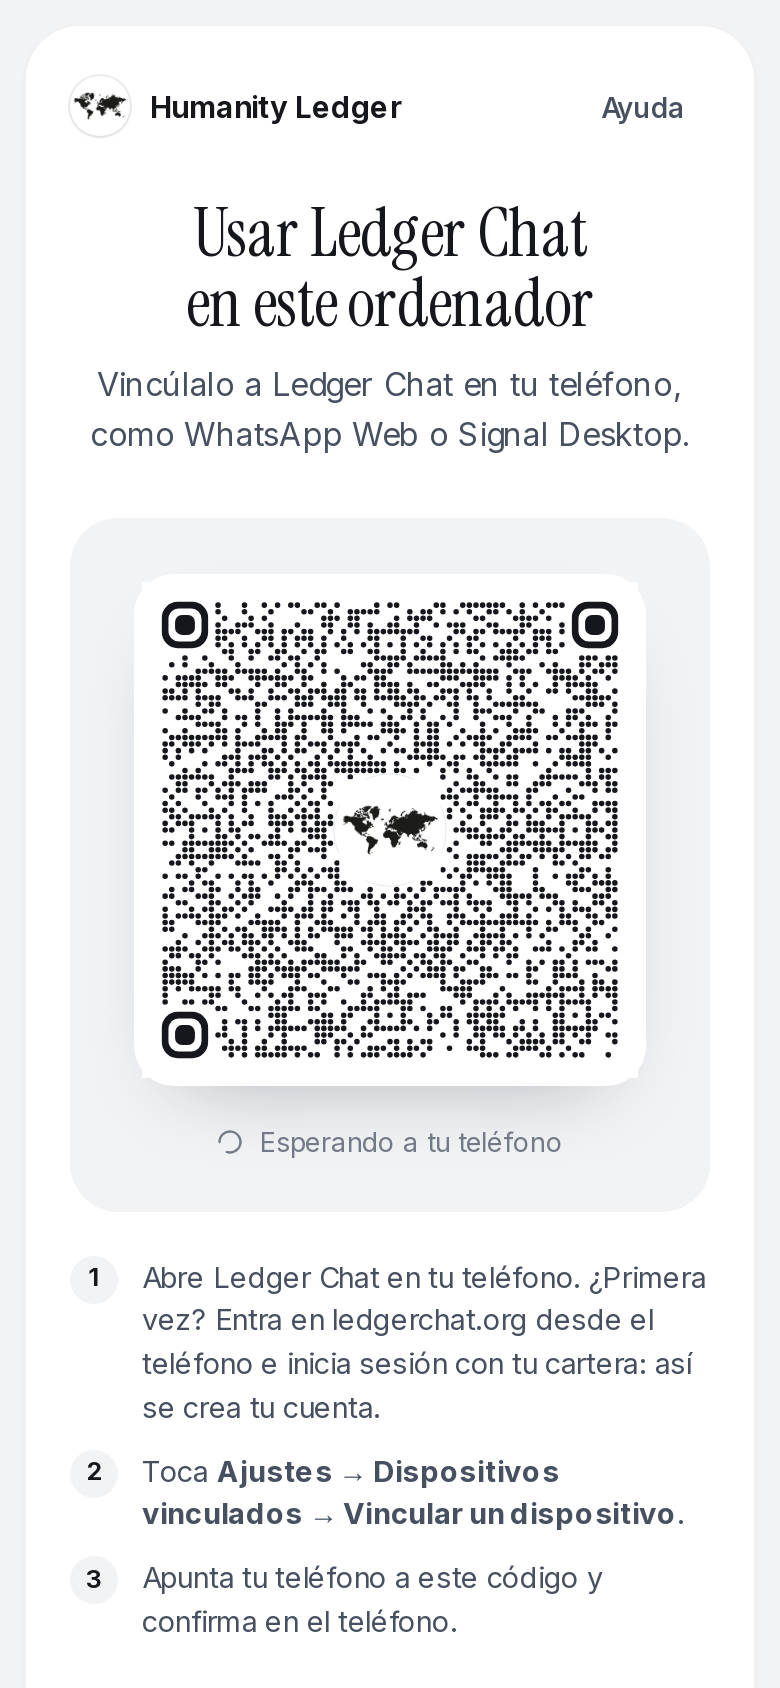 Humanity Ledger
Ayuda
Usar Ledger Chat
en este ordenador
Vincúlalo a Ledger Chat en tu teléfono,
como WhatsApp Web o Signal Desktop.
Esperando a tu teléfono
1
Abre Ledger Chat en tu teléfono. ¿Primera
vez? Entra en ledgerchat.org desde el
teléfono e inicia sesión con tu cartera: así
se crea tu cuenta.
2
Toca Ajustes → Dispositivos
vinculados → Vincular un dispositivo.
3
Apunta tu teléfono a este código y
confirma en el teléfono.